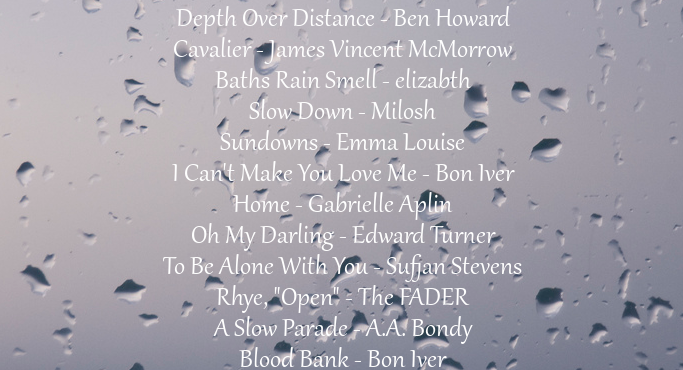 Depth Over Distance - Ben Howard
Cavalier - James Vincent McMorrow
Baths Rain Smell - elizabth
Slow Down - Milosh
Sundowns - Emma Louise
I Can't Make You Love Me - Bon Iver
Home - Gabrielle Aplin
Oh My Darling - Edward Turner
To Be Alone With You - Sufjan Stevens
Rhye, "Open" - The FADER
A Slow Parade - A.A. Bondy
Blood Bank - Bon Iver